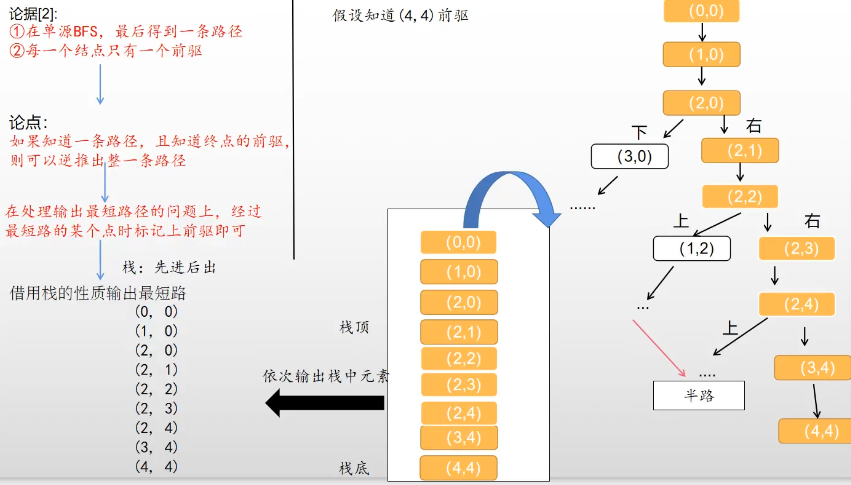 论据[2]:
①在单源BFS，最后得到一条路径
②每一个结点只有一个前驱
论点：
如果知道一条路径，且知道终点的前驱，
则可以逆推出整一条路径
在处理输出最短路径的问题上，经过
最短路的某个点时标记上前驱即可
栈：先进后出
借用栈的性质输出最短路
(0, 0)
(1, 0)
(2, 0)
(2, 1)
(2, 2)
(2, 3)
(2, 4)
(3, 4)
(4, 4)
假设知道(4,4)前驱
依次输出栈中元素
栈顶
栈底
(0,0)
(1,0)
(2,0)
(2,1)
(2,2)
(2,3)
(2,4)
(3,4)
(4,4)
(0,0)
(1,0)
(2,0)
下
右
(3,0)
(2,1)
......
(2,2)
上
右
(1,2)
(2,3)
...
(2,4)
上
....
(3,4)
半路
(4,4)